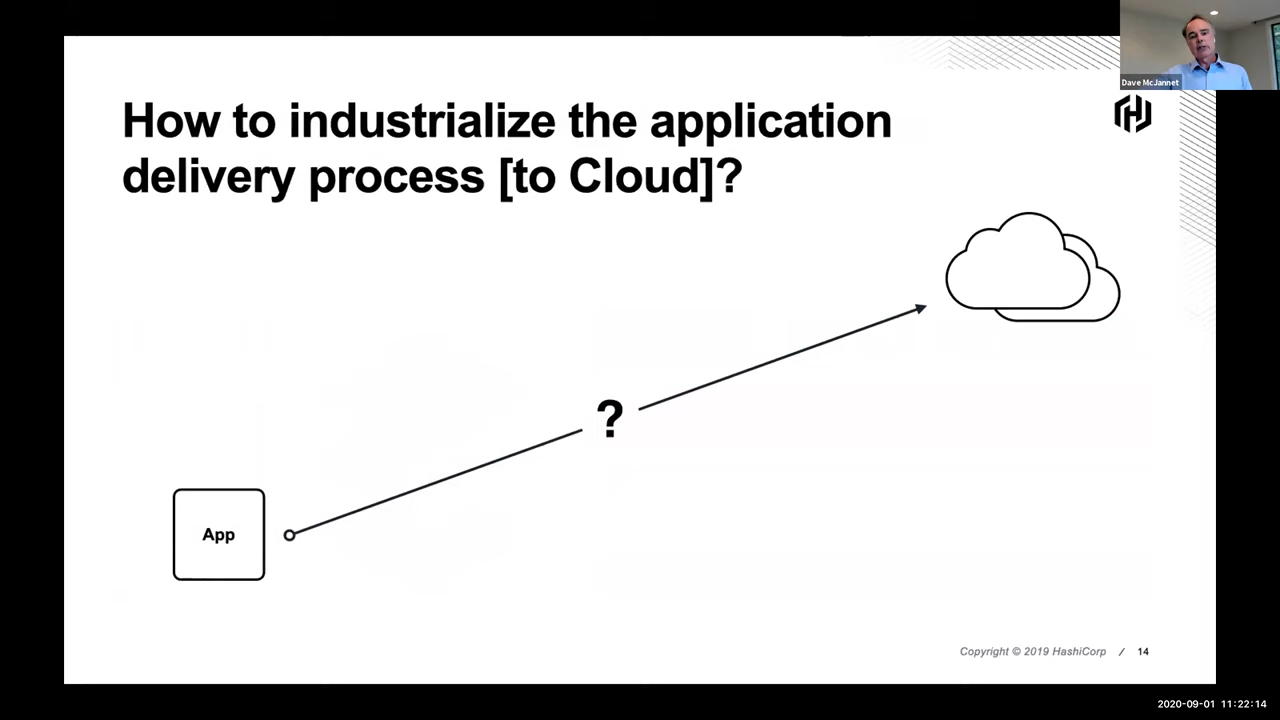 Dave McJannet
How to industrialize the application
delivery process [to Cloud]?
?
App
Copyright © 2019 HashiCorp / 14
2020-09-01 11:22:14